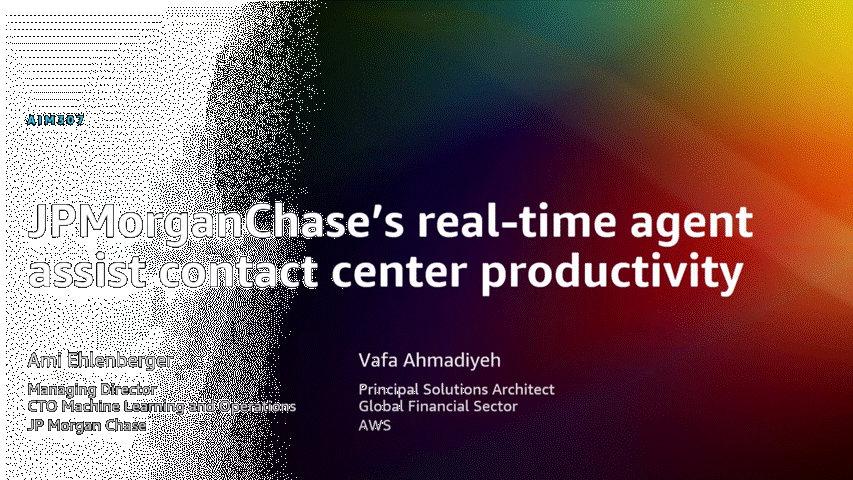 AIM307
JPMorganChase’s real-time agent
assist contact center productivity
Ami Ehlenberger
Managing Director
CTO Machine Learning and Operations
JP Morgan Chase
Vafa Ahmadiyeh
Principal Solutions Architect
Global Financial Sector
AWS